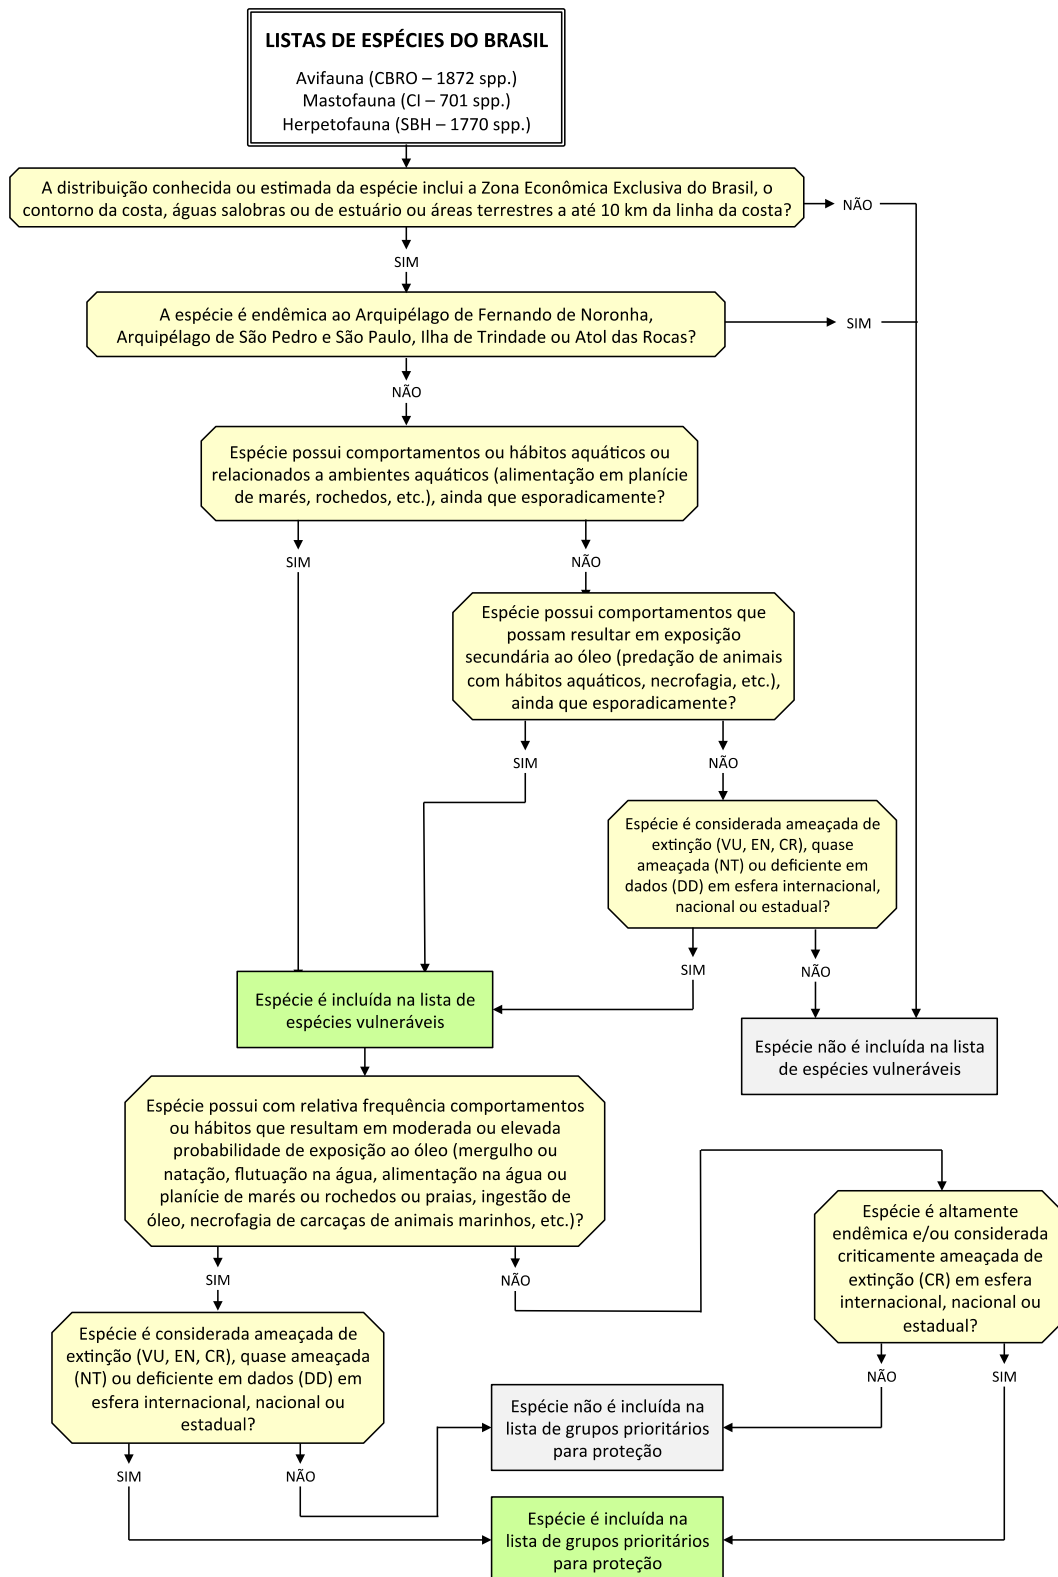 LISTAS DE ESPÉCIES DO BRASIL
Avifauna (CBRO – 1872 spp.)
Mastofauna (CI – 701 spp.)
Herpetofauna (SBH – 1770 spp.)
A distribuição conhecida ou estimada da espécie inclui a Zona Econômica Exclusiva do Brasil, o
contorno da costa, águas salobras ou de estuário ou áreas terrestres a até 10 km da linha da costa?
NÃO
SIM
A espécie é endêmica ao Arquipélago de Fernando de Noronha,
Arquipélago de São Pedro e São Paulo, Ilha de Trindade ou Atol das Rocas?
SIM
NÃO
Espécie possui comportamentos ou hábitos aquáticos ou
relacionados a ambientes aquáticos (alimentação em planície
de marés, rochedos, etc.), ainda que esporadicamente?
SIM
NÃO
Espécie possui comportamentos que
possam resultar em exposição
secundária ao óleo (predação de animais
com hábitos aquáticos, necrofagia, etc.),
ainda que esporadicamente?
SIM
NÃO
Espécie é considerada ameaçada de
extinção (VU, EN, CR), quase
ameaçada (NT) ou deficiente em
dados (DD) em esfera internacional,
nacional ou estadual?
SIM
NÃO
Espécie é incluída na lista de
espécies vulneráveis
Espécie não é incluída na lista
de espécies vulneráveis
Espécie possui com relativa frequência comportamentos
ou hábitos que resultam em moderada ou elevada
probabilidade de exposição ao óleo (mergulho ou
natação, flutuação na água, alimentação na água ou
planície de marés ou rochedos ou praias, ingestão de
óleo, necrofagia de carcaças de animais marinhos, etc.)?
SIM
NÃO
Espécie é altamente
endêmica e/ou considerada
criticamente ameaçada de
extinção (CR) em esfera
internacional, nacional ou
estadual?
NÃO
SIM
Espécie é considerada ameaçada de
extinção (VU, EN, CR), quase ameaçada
(NT) ou deficiente em dados (DD) em
esfera internacional, nacional ou
estadual?
SIM
NÃO
Espécie não é incluída na
lista de grupos prioritários
para proteção
Espécie é incluída na
lista de grupos prioritários
para proteção